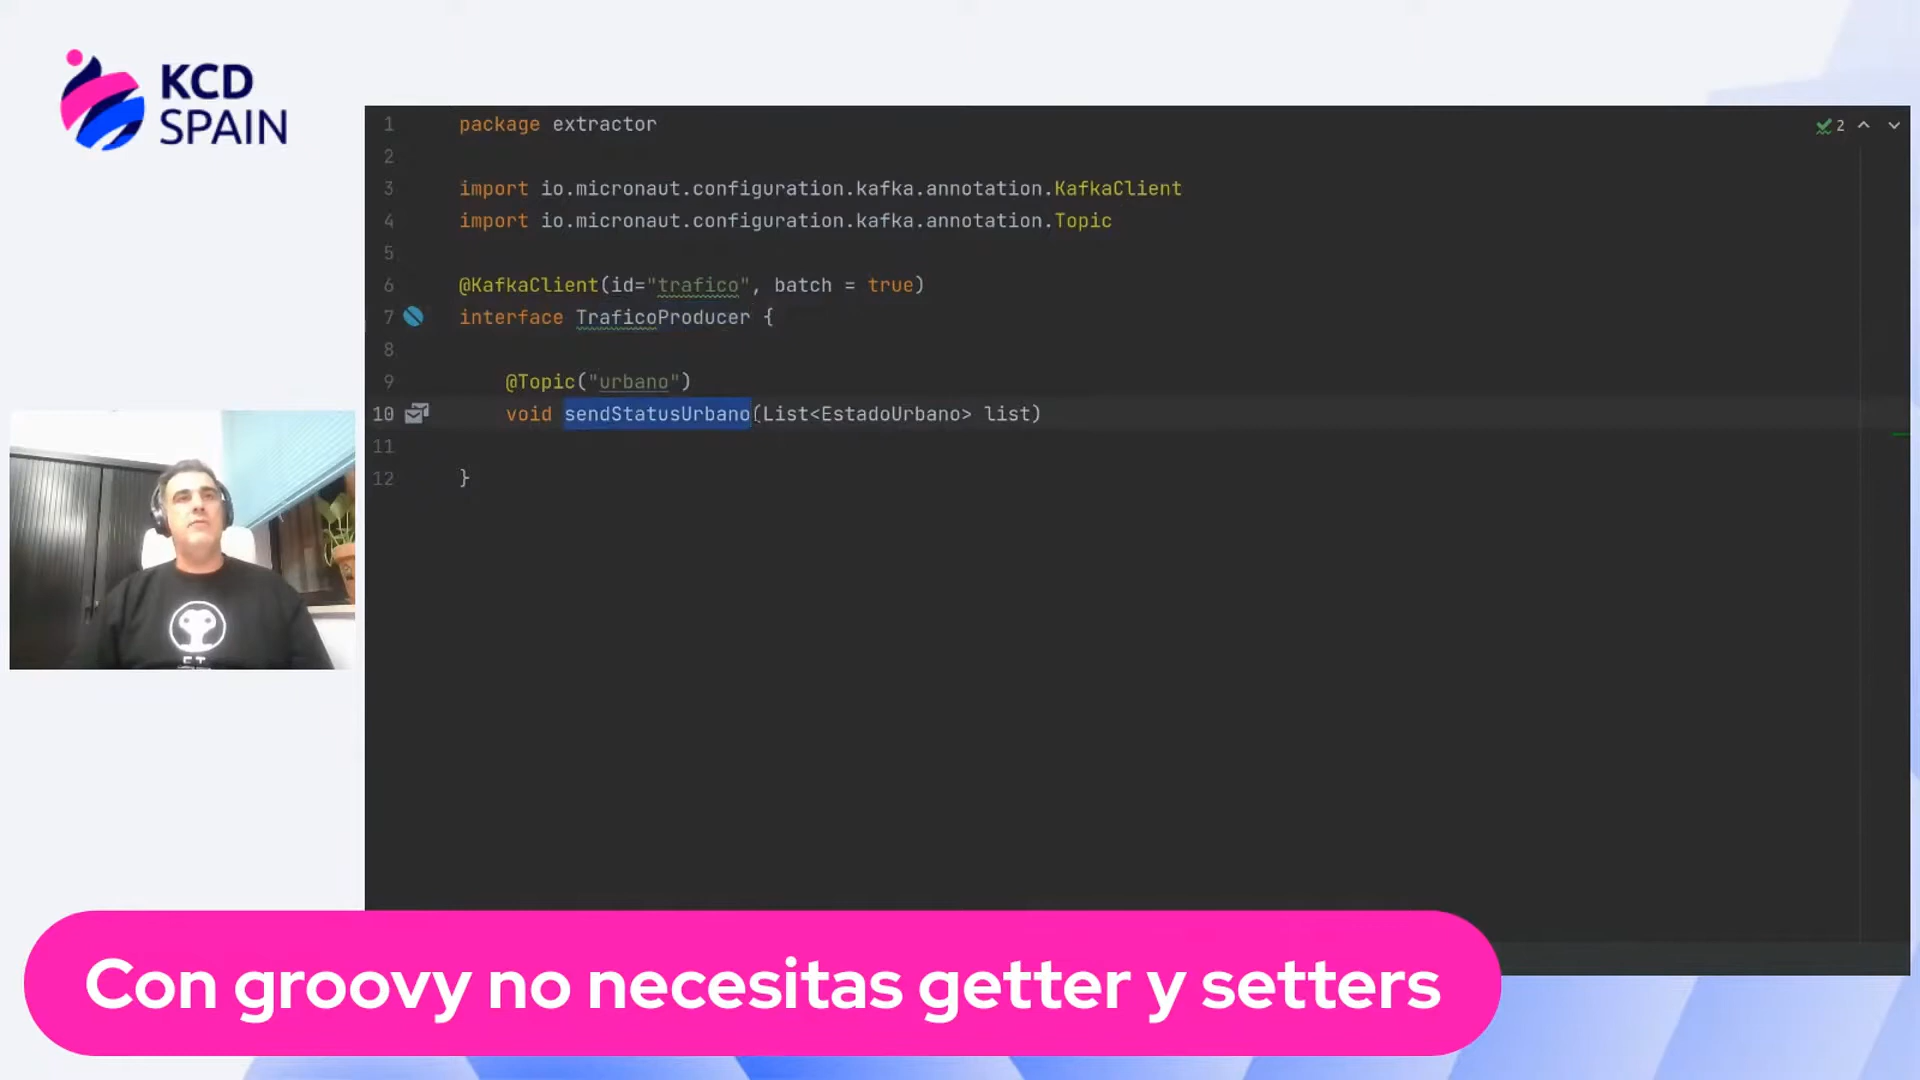 KCD
SPAIN
1 package extractor
2
3 import io.micronaut.configuration.kafka.annotation.KafkaClient
4 import io.micronaut.configuration.kafka.annotation.Topic
5
6 @KafkaClient(id="trafico", batch = true)
7 interface TraficoProducer {
8
9 @Topic("urbano")
10 void sendStatusUrbano(List<EstadoUrbano> list)
11
12 }
2
Con groovy no necesitas getter y setters